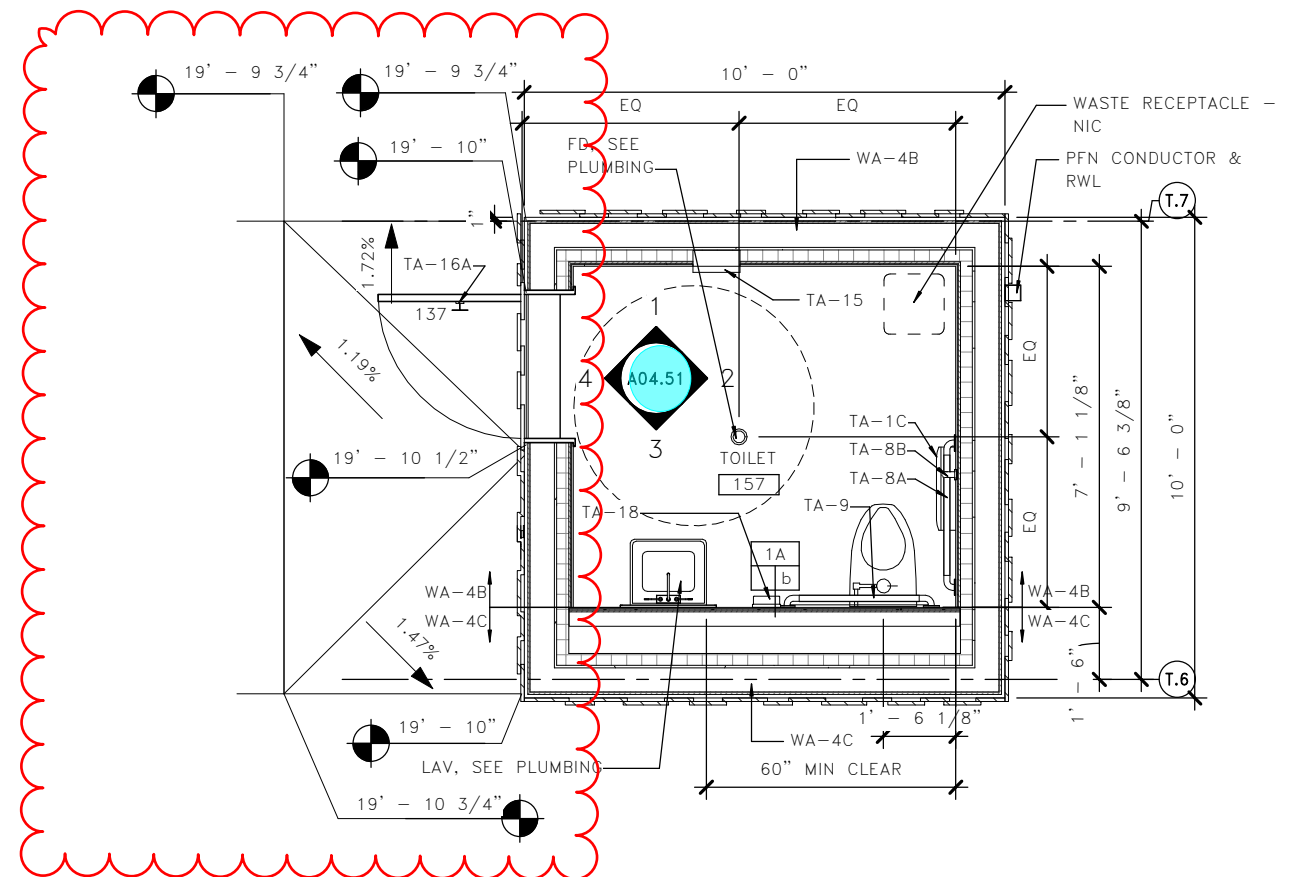 19' - 9 3/4"
19' - 9 3/4"
10' - 0"
EQ
EQ
WASTE RECEPTACLE -
NIC
19' - 10"
FD, SEE
PLUMBING
WA-4B
PFN CONDUCTOR &
RWL
T.7
1"
1.72%
TA-16A
137
TA-15
1
4
A04.51
2
3
EQ
1.19%
7' - 1 1/8"
9' - 6 3/8"
10' - 0"
TA-1C
TA-8B
TA-8A
19' - 10 1/2"
TOILET
157
TA-18
TA-9
EQ
1A
b
WA-4B
WA-4C
WA-4B
WA-4C
1.47%
1' - 6"
T.6
19' - 10"
1' - 6 1/8"
WA-4C
LAV, SEE PLUMBING
60" MIN CLEAR
19' - 10 3/4"